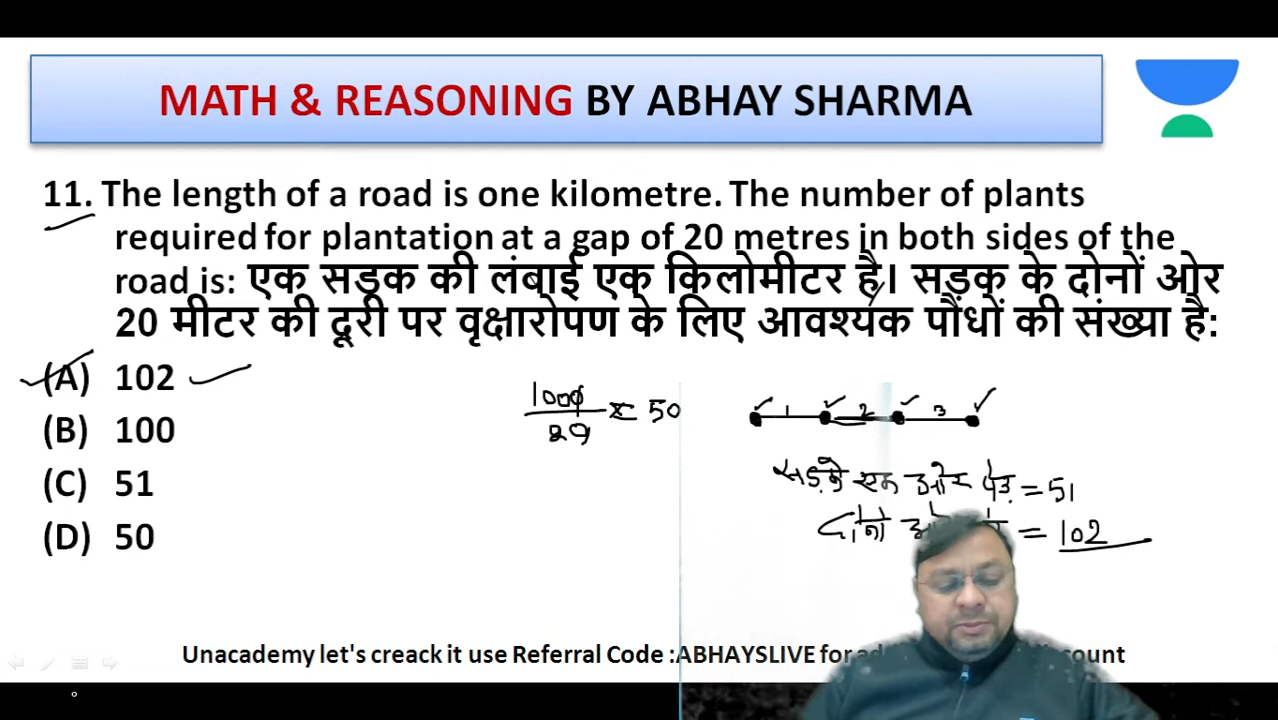 MATH & REASONING BY ABHAY SHARMA
11. The length of a road is one kilometre. The number of plants
required for plantation at a gap of 20 metres in both sides of the
road is: एक सड़क की लंबाई एक किलोमीटर है। सड़क के दोनों ओर
20 मीटर की दूरी पर वृक्षारोपण के लिए आवश्यक पौंधों की संख्या है:
(A) 102
(B) 100
(C) 51
(D) 50
1000
20
= 50
1 2 3
एक ओर पेड़ = 51
= 102
Unacademy let's creack it use Referral Code :ABHAYSLIVE for